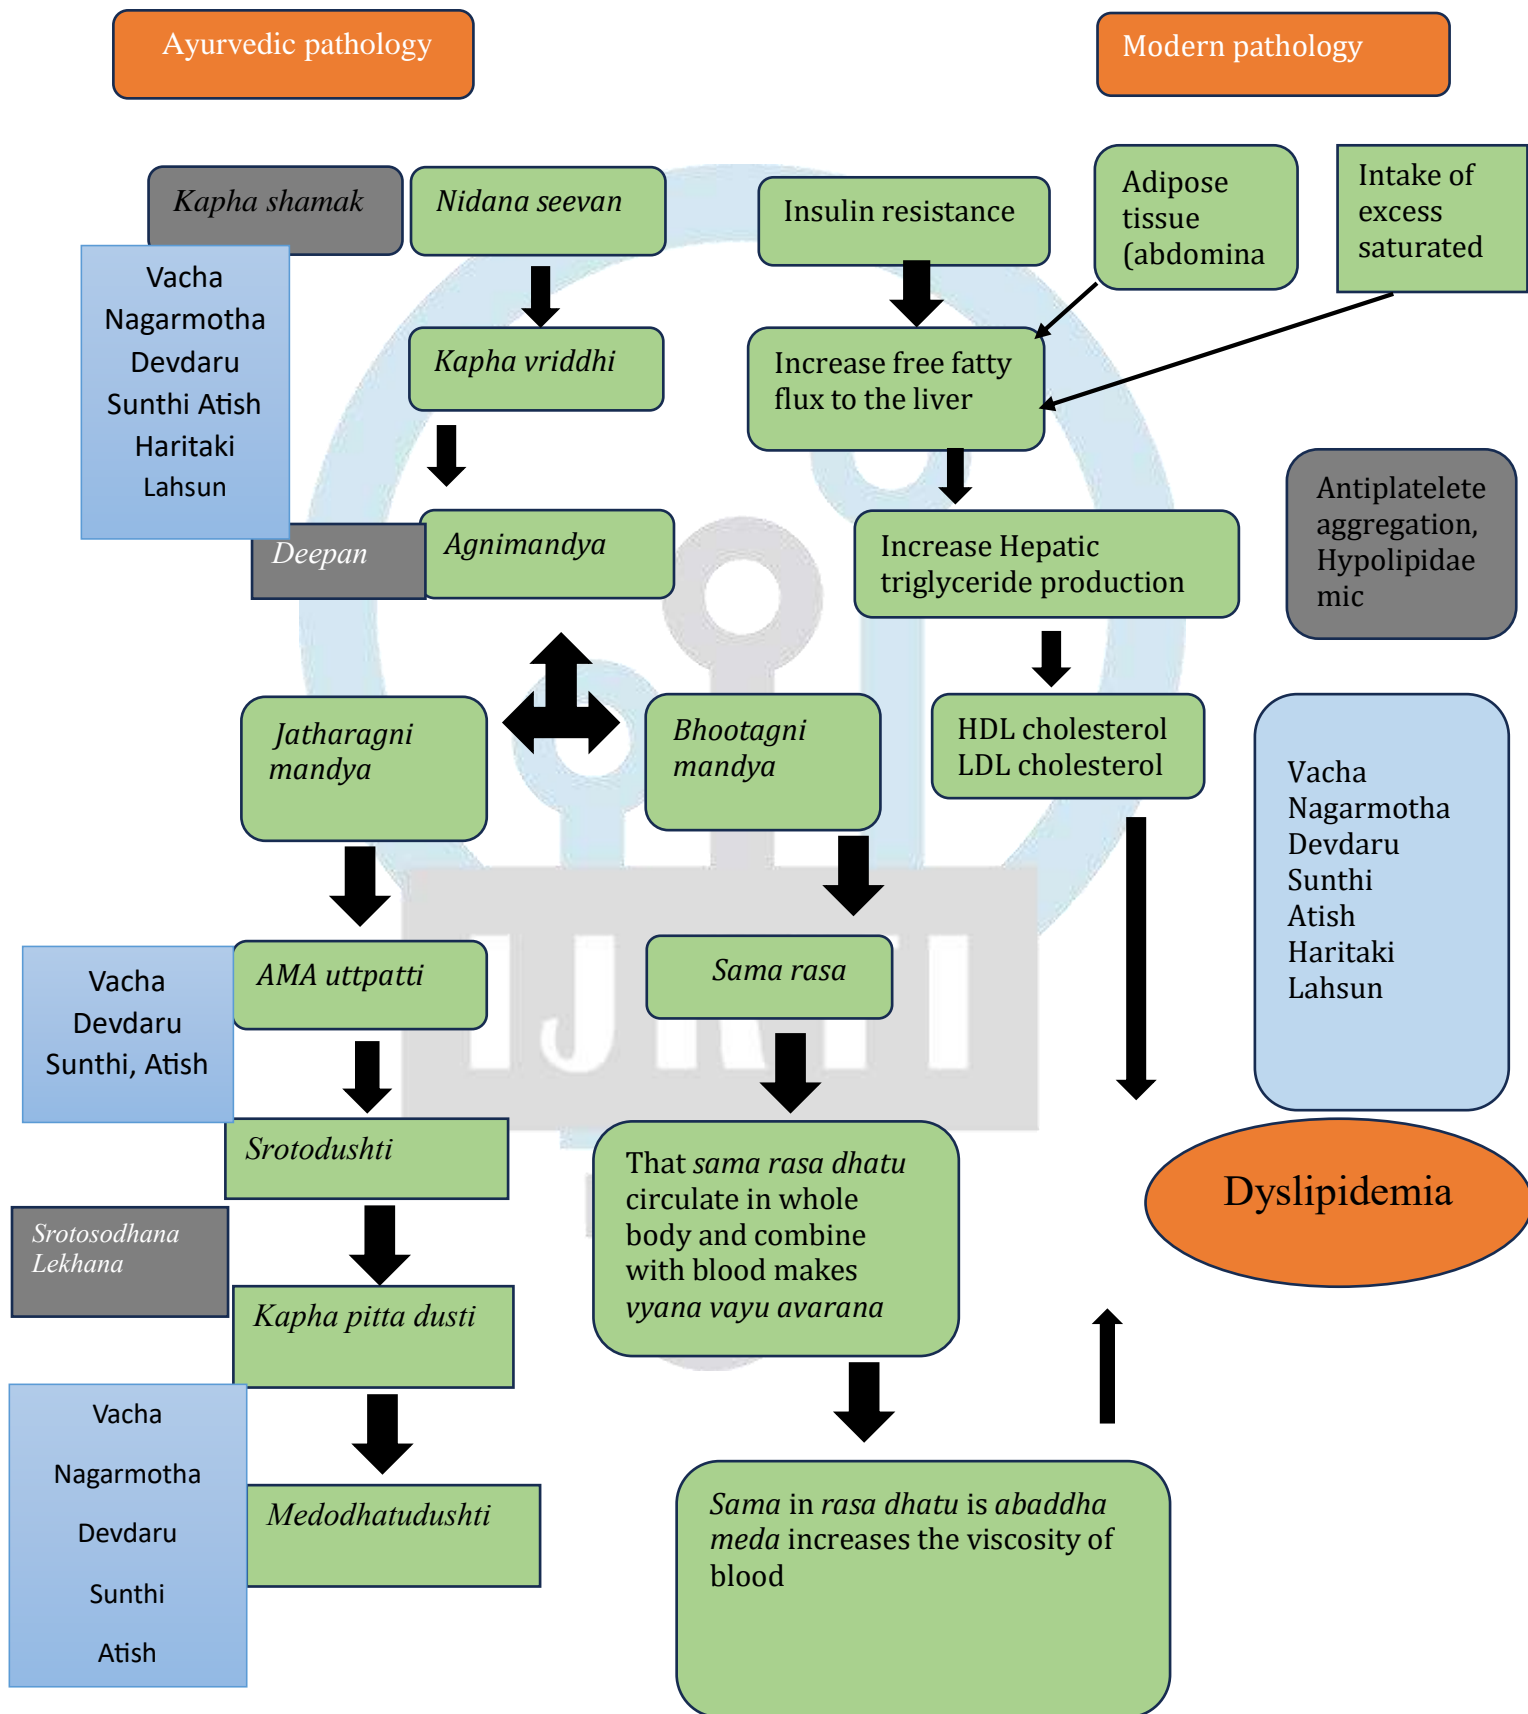 Ayurvedic pathology
Modern pathology
Kapha shamak
Nidana seevan
Insulin resistance
Adipose
tissue
(abdomina
Intake of
excess
saturated
Vacha
Nagarmotha
Devdaru
Sunthi Atish
Haritaki
Lahsun
Kapha vriddhi
Increase free fatty
flux to the liver
Deepan
Agnimandya
Increase Hepatic
triglyceride production
Antiplatelete
aggregation,
Hypolipidae
mic
Jatharagni
mandya
Bhootagni
mandya
HDL cholesterol
LDL cholesterol
Vacha
Nagarmotha
Devdaru
Sunthi
Atish
Haritaki
Lahsun
Vacha
Devdaru
Sunthi, Atish
AMA uttpatti
Sama rasa
IJRTI
Srotodushti
That sama rasa dhatu
circulate in whole
body and combine
with blood makes
vyana vayu avarana
Dyslipidemia
Srotosodhana
Lekhana
Kapha pitta dusti
Vacha
Nagarmotha
Devdaru
Sunthi
Atish
Medodhatudushti
Sama in rasa dhatu is abaddha
meda increases the viscosity of
blood